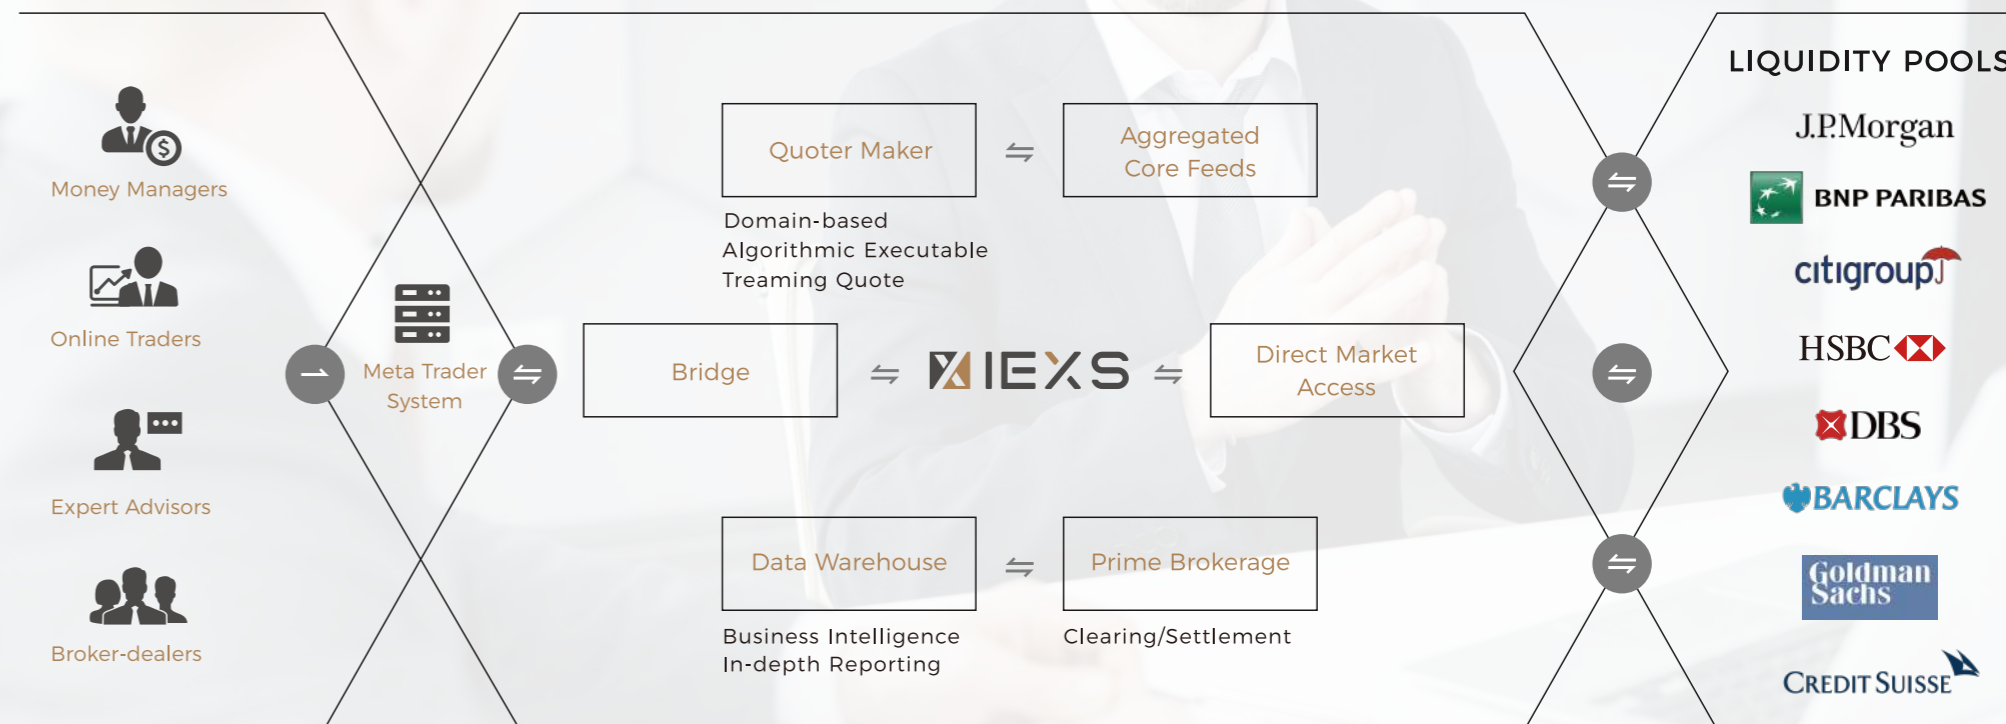 Money Managers
Online Traders
Expert Advisors
Broker-dealers
Meta Trader
System
Quoter Maker
Domain-based
Algorithmic Executable
Treaming Quote
Aggregated
Core Feeds
Bridge
IEXS
Direct Market
Access
Data Warehouse
Business Intelligence
In-depth Reporting
Prime Brokerage
Clearing/Settlement
LIQUIDITY POOLS
J.P.Morgan
BNP PARIBAS
citigroup
HSBC
DBS
BARCLAYS
Goldman
Sachs
CREDIT SUISSE